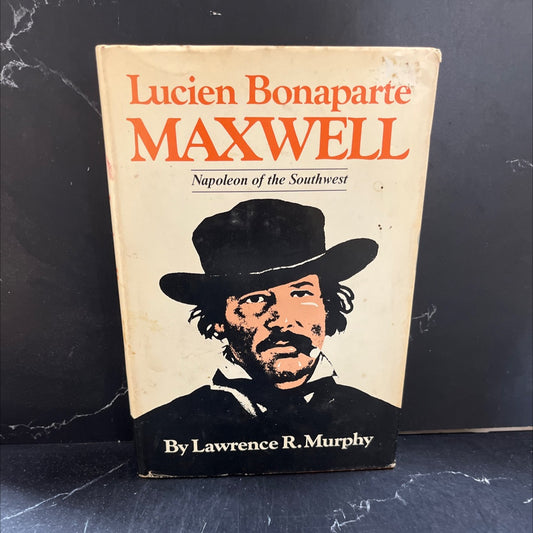 Lucien Bonaparte
MAXWELL
Napoleon of the Southwest
By Lawrence R. Murphy